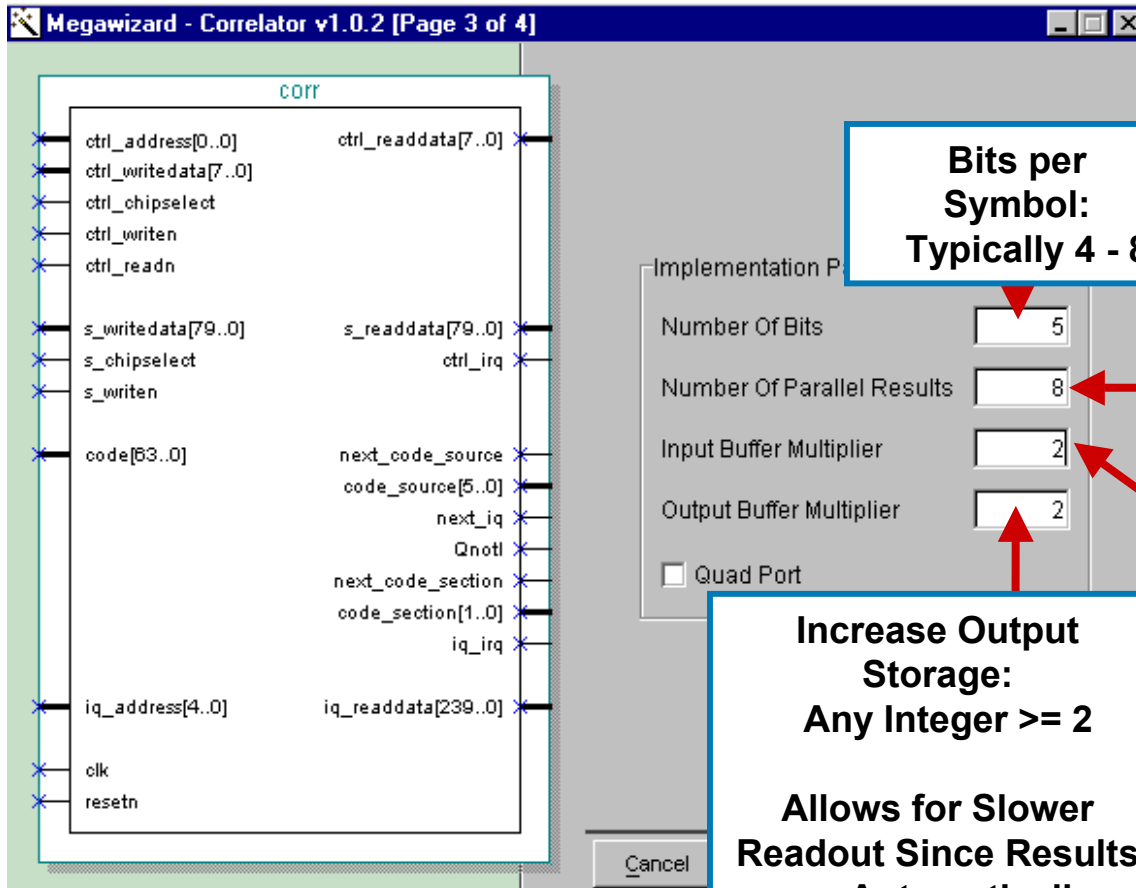 Megawizard - Correlator v1.0.2 [Page 3 of 4]
corr
ctrl_address[0..0]
ctrl_writedata[7..0]
ctrl_chipselect
ctrl_writen
ctrl_readn
s_writedata[79..0]
s_chipselect
s_writen
code[63..0]
iq_address[4..0]
clk
resetn
ctrl_readdata[7..0]
s_readdata[79..0]
ctrl_irq
next_code_source
code_source[5..0]
next_iq
QnotI
next_code_section
code_section[1..0]
iq_irq
iq_readdata[239..0]
Bits per
Symbol:
Typically 4 - 8
Implementation
Number Of Bits 5
Number Of Parallel Results 8
Input Buffer Multiplier 2
Output Buffer Multiplier 2
Quad Port
Increase Output
Storage:
Any Integer >= 2
Allows for Slower
Readout Since Results
Cancel